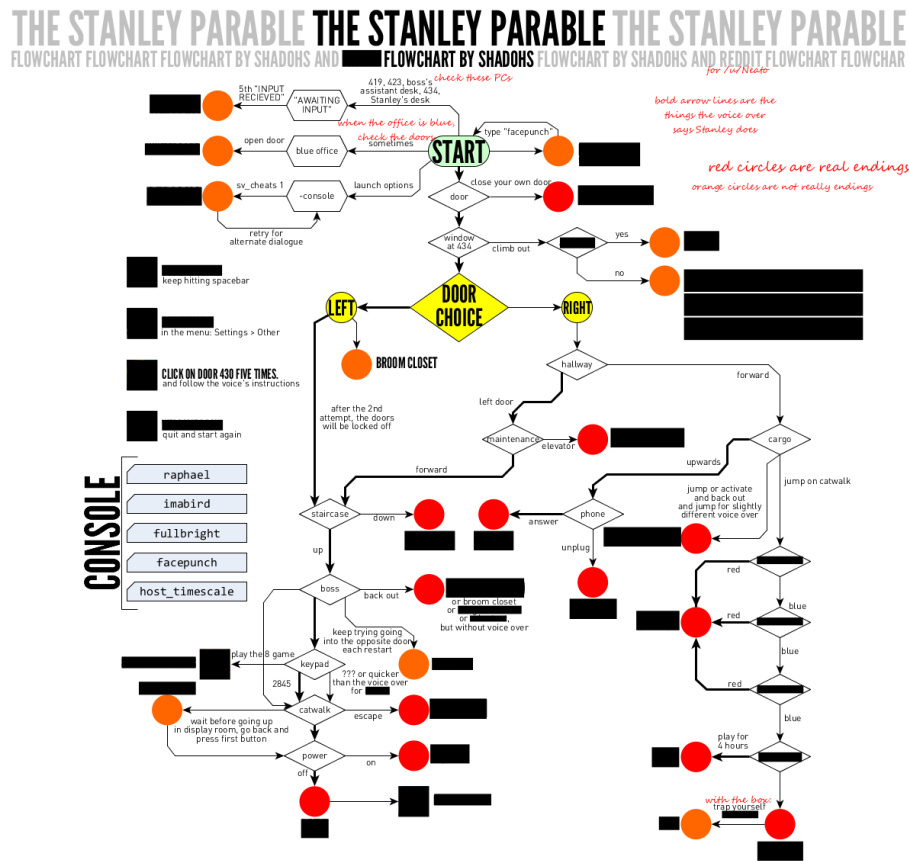 THE STANLEY PARABLE THE STANLEY PARABLE THE STANLEY PARABLE
FLOWCHART FLOWCHART FLOWCHART BY SHADOHS AND FLOWCHART BY SHADOHS FLOWCHART BY SHADOHS AND REDDIT FLOWCHART FLOWCHAR
for /u/Neato
check these PCs
419, 423, boss's
assistant desk, 434,
Stanley's desk
5th "INPUT
RECIEVED"
"AWAITING
INPUT"
bold arrow lines are the
things the voice over
says Stanley does
when the office is blue,
check the doors
type "facepunch"
open door
blue office
sometimes
START
red circles are real endings
orange circles are not really endings
sv_cheats 1
-console
launch options
close your own door
door
retry for
alternate dialogue
window
at 434
climb out
yes
no
keep hitting spacebar
LEFT
DOOR
CHOICE
RIGHT
in the menu: Settings > Other
BROOM CLOSET
CLICK ON DOOR 430 FIVE TIMES.
and follow the voice's instructions
hallway
forward
left door
after the 2nd
attempt, the doors
will be locked off
quit and start again
maintenance
elevator
cargo
forward
upwards
jump on catwalk
CONSOLE
raphael
imabird
fullbright
facepunch
host_timescale
jump or activate
and back out
and jump for slightly
different voice over
staircase
down
answer
phone
unplug
up
red
boss
back out
or broom closet
or
or ,
but without voice over
blue
red
keep trying going
into the opposite door
each restart
blue
play the 8 game
keypad
??? or quicker
than the voice over
for
2845
red
catwalk
escape
blue
wait before going up
in display room, go back and
press first button
power
on
play for
4 hours
off
with the box:
trap yourself